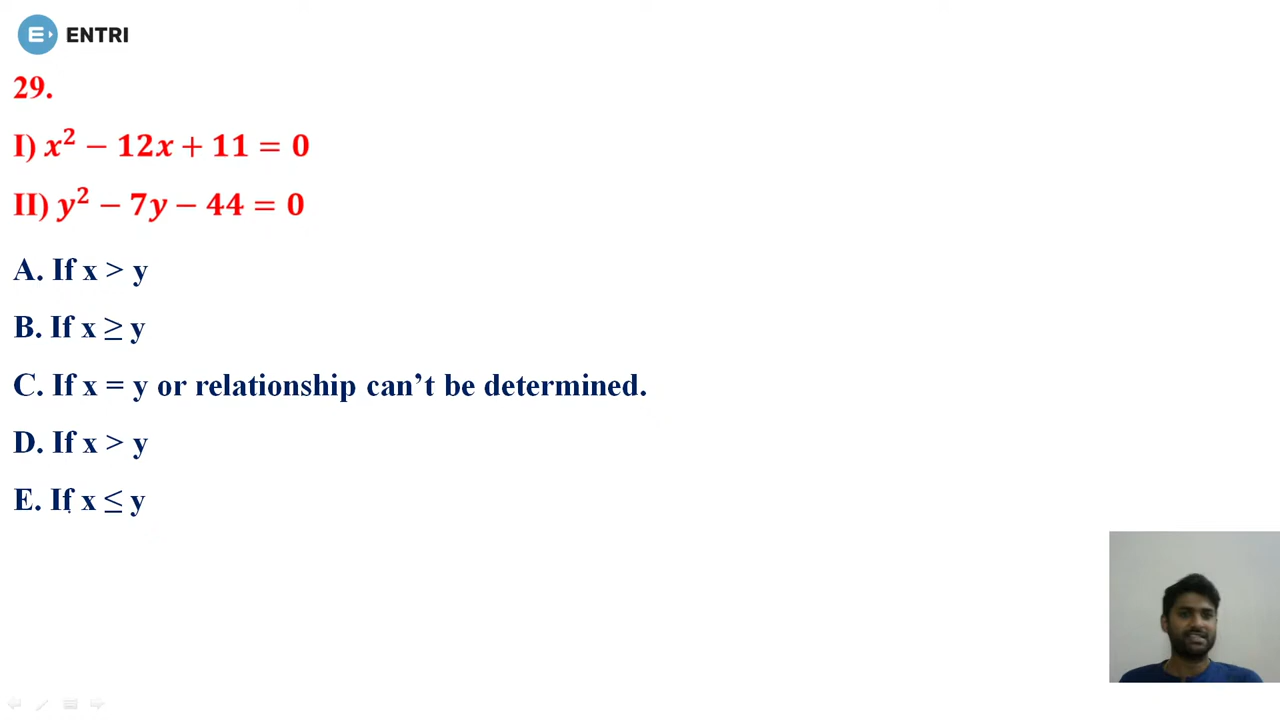 ENTRI
29.
I) x² − 12x + 11 = 0
II) y² − 7y − 44 = 0
A. If x > y
B. If x ≥ y
C. If x = y or relationship can’t be determined.
D. If x > y
E. If x ≤ y